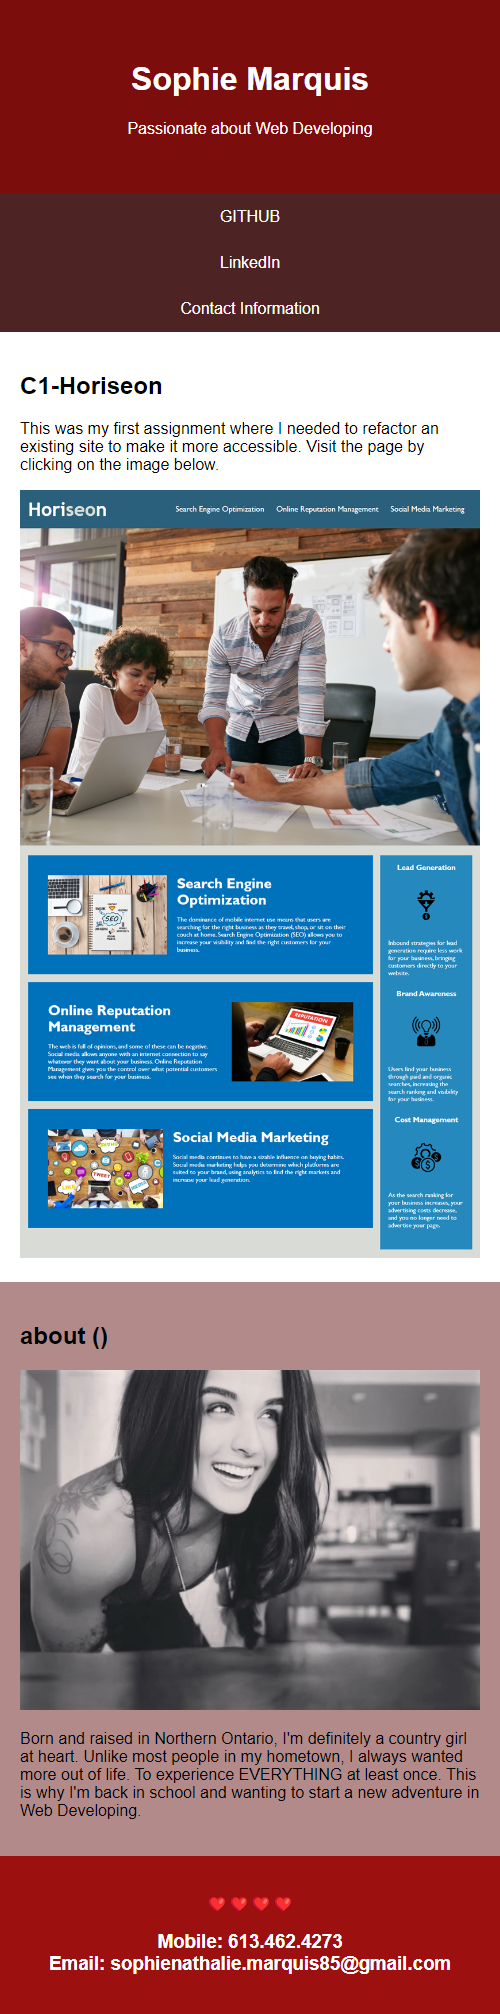 Sophie Marquis
Passionate about Web Developing
GITHUB
LinkedIn
Contact Information
C1-Horiseon
This was my first assignment where I needed to refactor an
existing site to make it more accessible. Visit the page by
clicking on the image below.
Horiseon
Search Engine Optimization Online Reputation Management Social Media Marketing
Search Engine
Optimization
The dominance of mobile internet use means that users are
searching for the right business as they travel, shop, or sit on their
couch at home. Search Engine Optimization (SEO) allows you to
increase your visibility and find the right customers for your
business.
SEO
Online Reputation
Management
The web is full of opinions, and some of these can be negative.
Social media allows anyone with an internet connection to say
whatever they want about your business. Online Reputation
Management gives you the control over what potential customers
see when they search for your business.
REPUTATION
Social Media Marketing
Social media continues to have a sizable influence on buying habits.
Social media marketing helps you determine which platforms are
suited to your brand, using analytics to find the right markets and
increase your lead generation.
TWEET
Lead Generation
Inbound strategies for lead
generation require less work
for your business, bringing
customers directly to your
website.
Brand Awareness
Users find your business
through paid and organic
searches, increasing the
search ranking and visibility
for your business.
Cost Management
As the search ranking for
your business increases, your
advertising costs decrease,
and you no longer need to
advertise your page.
about ()
Born and raised in Northern Ontario, I'm definitely a country girl
at heart. Unlike most people in my hometown, I always wanted
more out of life. To experience EVERYTHING at least once. This
is why I'm back in school and wanting to start a new adventure in
Web Developing.
❤️ ❤️ ❤️ ❤️
Mobile: 613.462.4273
Email: sophienathalie.marquis85@gmail.com